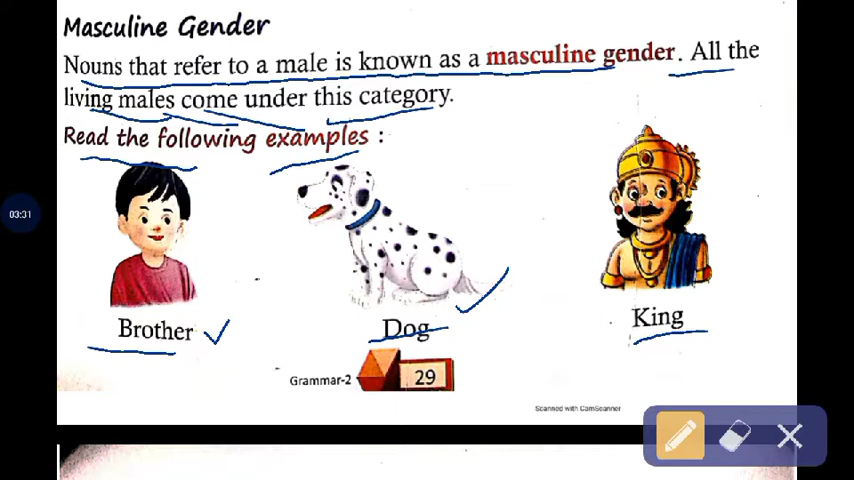 Masculine Gender
Nouns that refer to a male is known as a masculine gender. All the
living males come under this category.
Read the following examples :
03:31
Brother
Dog
King
Grammar-2
29
Scanned with CamScanner